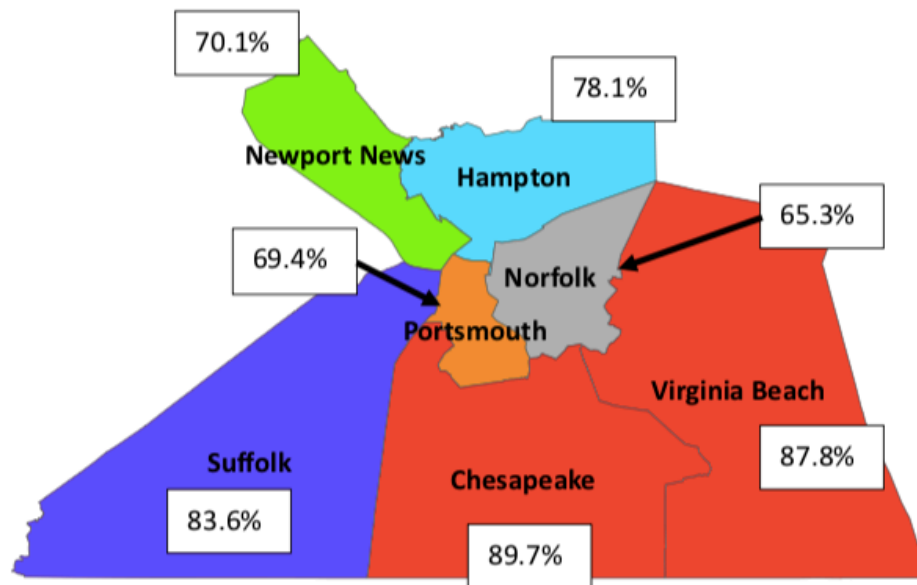 70.1%
78.1%
Newport News
Hampton
65.3%
69.4%
Norfolk
Portsmouth
Virginia Beach
87.8%
Suffolk
83.6%
Chesapeake
89.7%